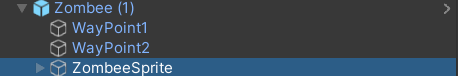 Zombee (1)
WayPoint1
WayPoint2
ZombeeSprite